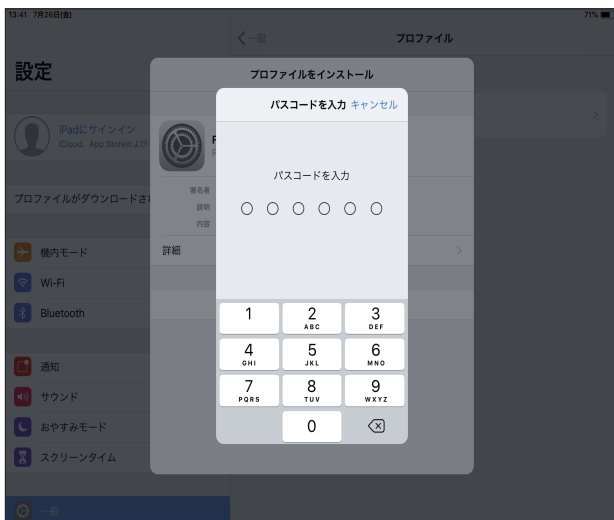 13:41 7月26日(金)
71%
一般
プロファイル
設定
プロファイルをインストール
パスコードを入力 キャンセル
iPadにサインイン
iCloud、App Storeおよび
パスコードを入力
署名者
説明
内容
プロファイルがダウンロードさ
詳細
機内モード
Wi-Fi
Bluetooth
通知
サウンド
おやすみモード
スクリーンタイム
一般
1
2 ABC
3 DEF
4 GHI
5 JKL
6 MNO
7 PQRS
8 TUV
9 WXYZ
0